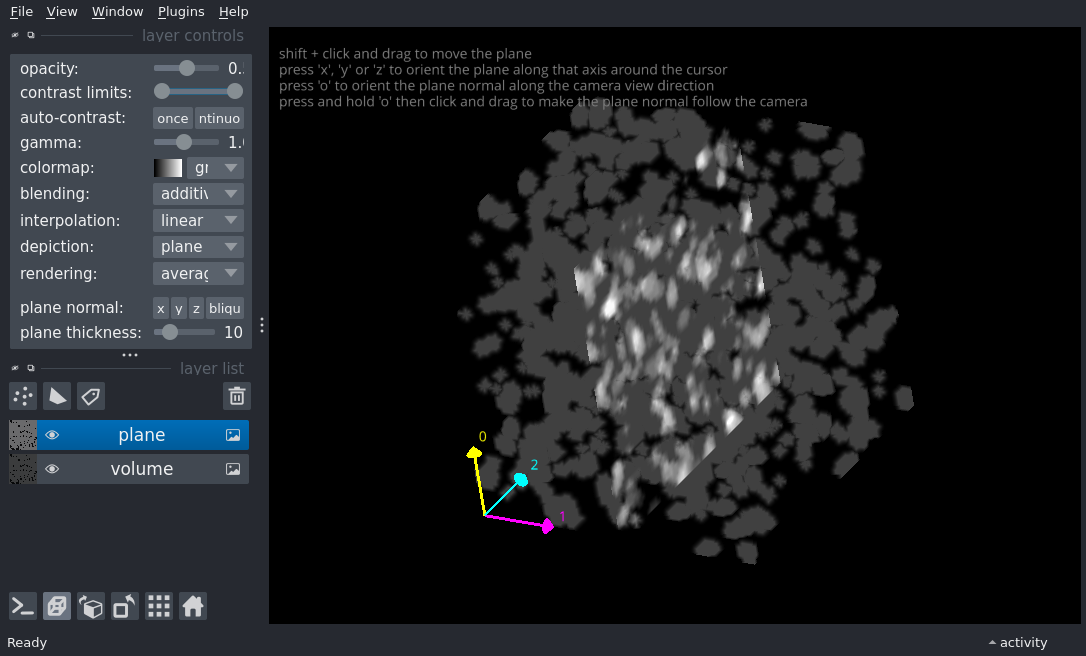 File View Window Plugins Help
layer controls
opacity: 0.
contrast limits:
auto-contrast: once ntinuo
gamma: 1.0
colormap: gr
blending: additiv
interpolation: linear
depiction: plane
rendering: averag
plane normal: x y z bliqu
plane thickness: 10
layer list
plane
volume
shift + click and drag to move the plane
press 'x', 'y' or 'z' to orient the plane along that axis around the cursor
press 'o' to orient the plane normal along the camera view direction
press and hold 'o' then click and drag to make the plane normal follow the camera
0
2
1
Ready
activity